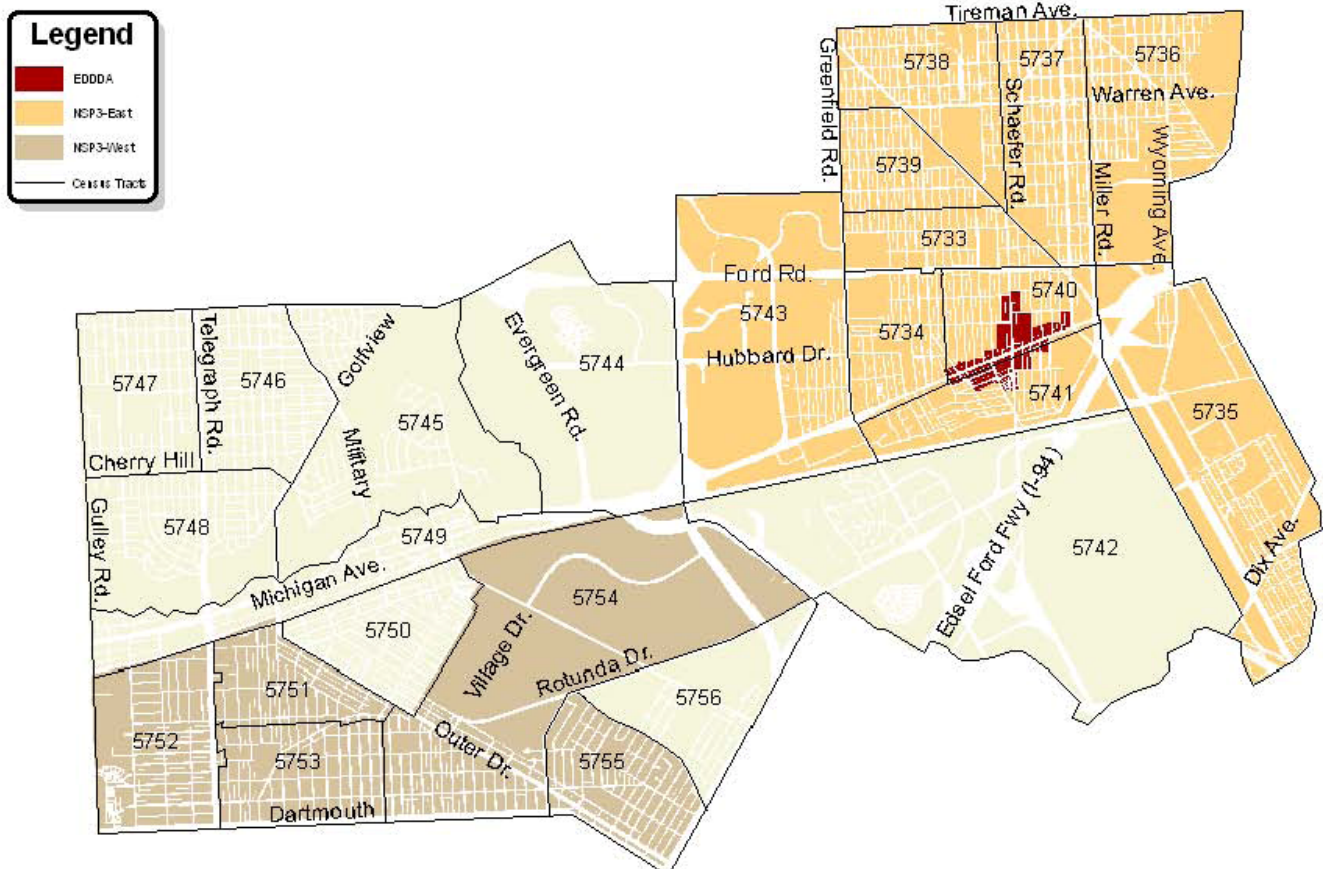 Legend
EDDDA
NSP3-East
NSP3-West
Census Tracts
Tireman Ave.
Greenfield Rd.
5738
5737
5736
Schaefer Rd.
Warren Ave.
5739
Miller Rd.
Wyoming Ave.
5733
Ford Rd.
5743
5734
5740
Hubbard Dr.
5741
5735
5747
Telegraph Rd.
5746
Golfview
Evergreen Rd.
5744
5745
Military
Cherry Hill
Gulley Rd.
5748
5749
Michigan Ave.
Edsel Ford Fwy (I-94)
5742
Dix Ave.
5754
5750
Village Dr.
Rotunda Dr.
5751
5756
5752
5753
Outer Dr.
5755
Dartmouth